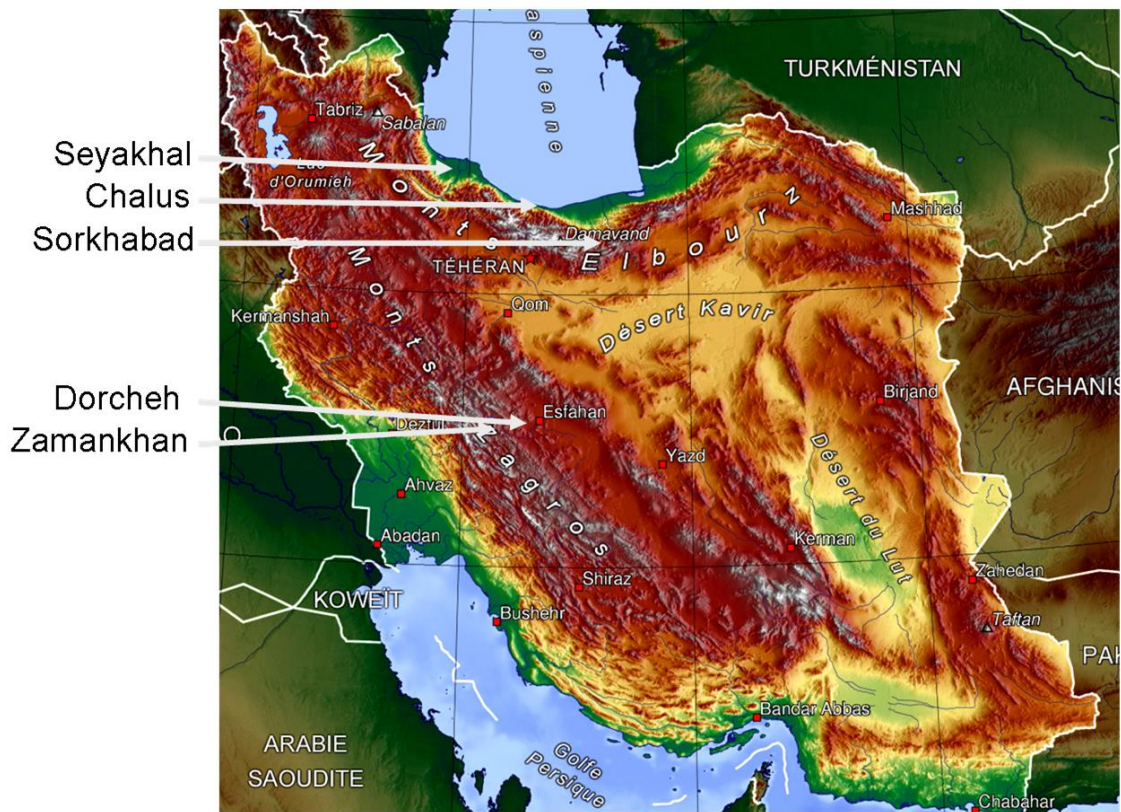 aspienne
TURKMÉNISTAN
Tabriz
Sabalan
Seyakhal
Lac
d'Orumieh
Chalus
Mashhad
Sorkhabad
Damavand
Monts Elbourz
TÉHÉRAN
Qom
Kermanshah
Désert Kavir
Monts Zagros
Dorcheh
Birjand
AFGHANIS
Esfahan
Zamankhan
Dezful
Yazd
Désert du Lut
Ahvaz
Abadan
Kerman
Shiraz
Zahedan
KOWEÏT
Bushehr
Taftan
PAK
Bandar Abbas
ARABIE
SAOUDITE
Golfe
Persique
Chabahar